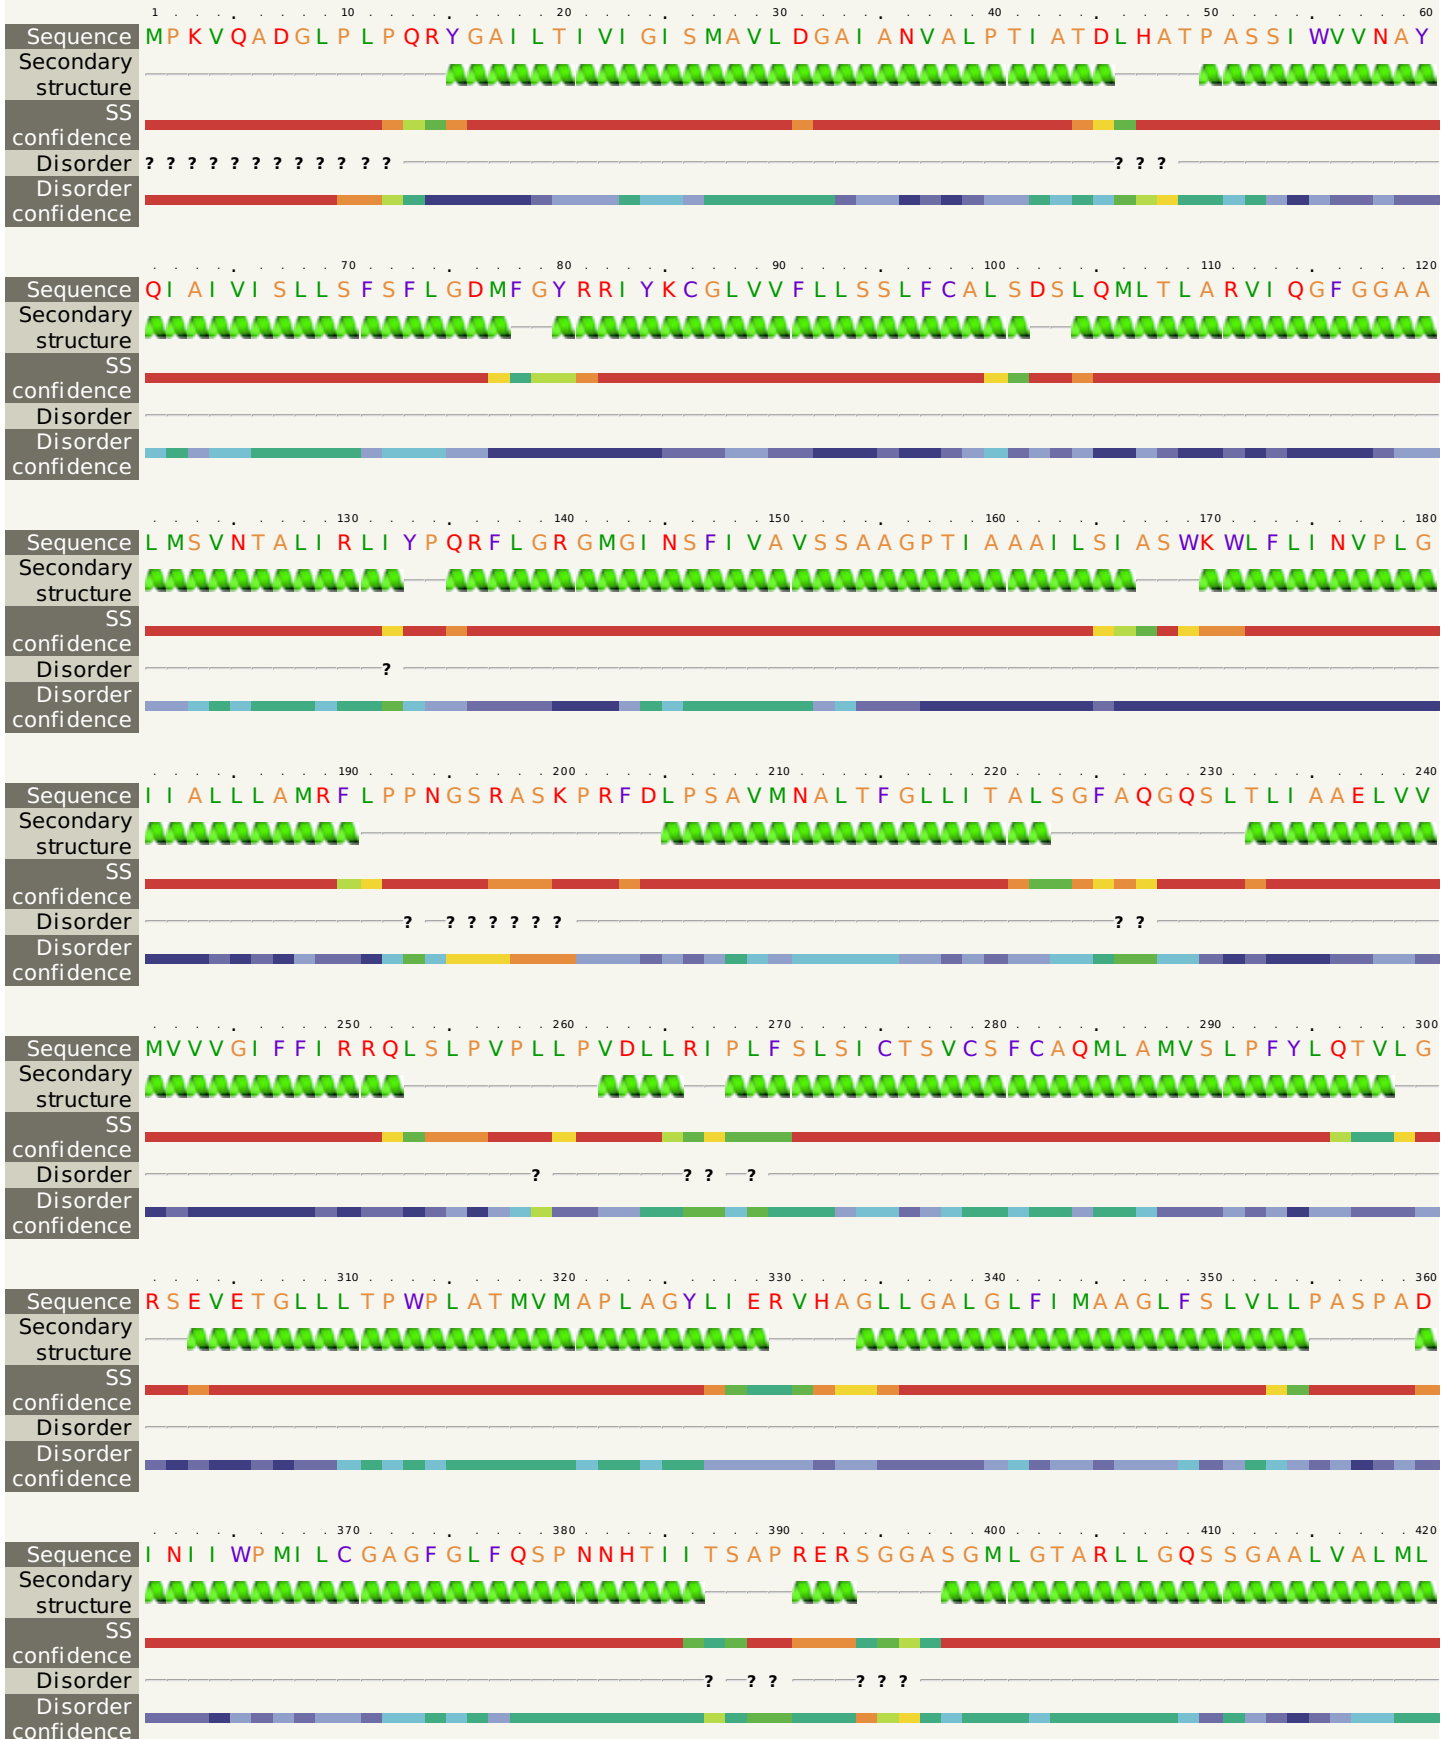 1 10 20 30 40 50 60
Sequence MPKVQADGLPLPQRYGAILTIVIGISMAVLDGAIANVALPTIATDLHATPASSIWVVNAY
Secondary
structure
SS
confidence
Disorder ? ? ? ? ? ? ? ? ? ? ? ? ? ? ?
Disorder
confidence
70 80 90 100 110 120
Sequence QIAIVISLLSFSFLGDMFGYRRIYKCGLVVFLLSSLFCALSDSLQMLTLARVIQGFGGAA
Secondary
structure
SS
confidence
Disorder
Disorder
confidence
130 140 150 160 170 180
Sequence LMSVNTALIRLIYPQRFLGRGMGINSFIVAVSSAAGPTIAAAILSIASWKWLFLINVPLG
Secondary
structure
SS
confidence
Disorder ?
Disorder
confidence
190 200 210 220 230 240
Sequence IIALLLAMRFLPPNGSRASKPRFDLPSAVMNALTFGLLITALSGFAQGQSLTLIAAELVV
Secondary
structure
SS
confidence
Disorder ? ? ? ? ? ? ? ? ?
Disorder
confidence
250 260 270 280 290 300
Sequence MVVVGIFFIRRQLSLPVPLLPVDLLRIPLFSLSICTSVCSFCAQMLAMVSLPFYLQTVLG
Secondary
structure
SS
confidence
Disorder ? ? ? ?
Disorder
confidence
310 320 330 340 350 360
Sequence RSEVETGLLLTPWPLATMVMAPLAGYLIERVHAGLLGALGLFIMAAGLFSLVLLPASPAD
Secondary
structure
SS
confidence
Disorder
Disorder
confidence
370 380 390 400 410 420
Sequence INIIWPMILCGAGFGLFQSPNNHTIITSAPRERSGGASGMLGTARLLGQSSGAALVALML
Secondary
structure
SS
confidence
Disorder ? ? ? ? ? ?
Disorder
confidence